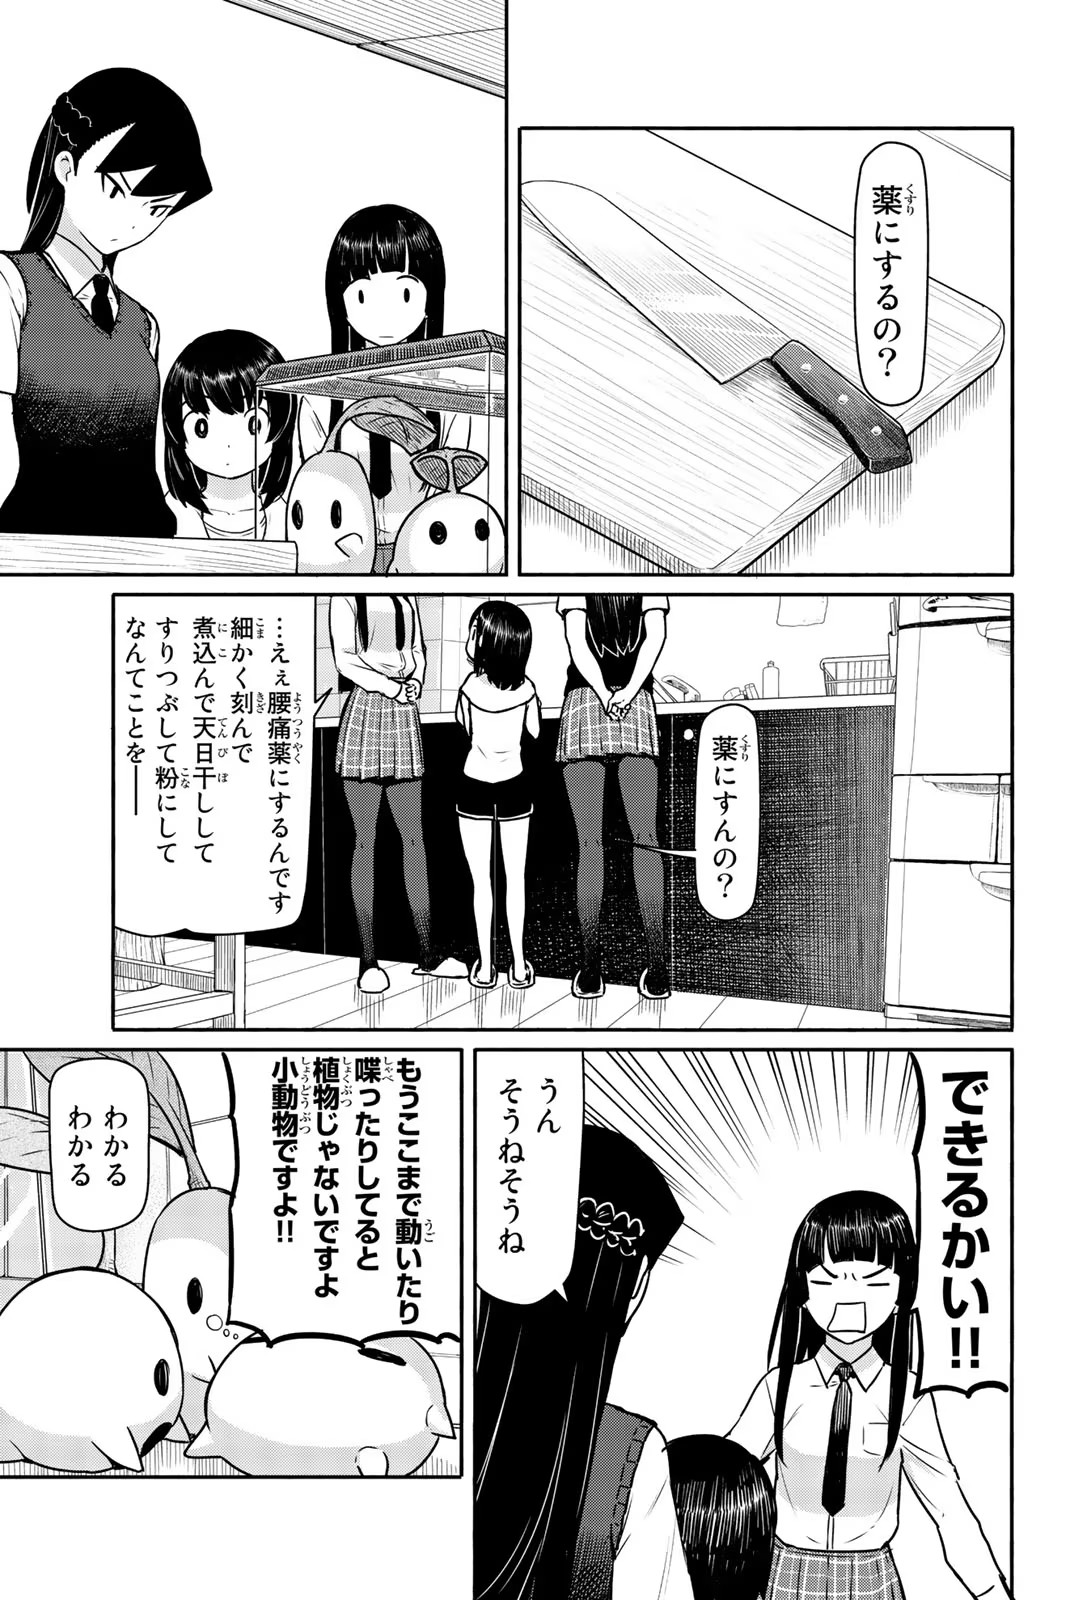 薬にするの？
薬にすんの？
…えぇ腰痛薬にするんです
細かく刻んで
煮込んで天日干しして
すりつぶして粉にして
なんてことを──
できるかい!!
うん
そうねそうね
もうここまで動いたり
喋ったりしてると
植物じゃないですよ
小動物ですよ!!
わかる
わかる